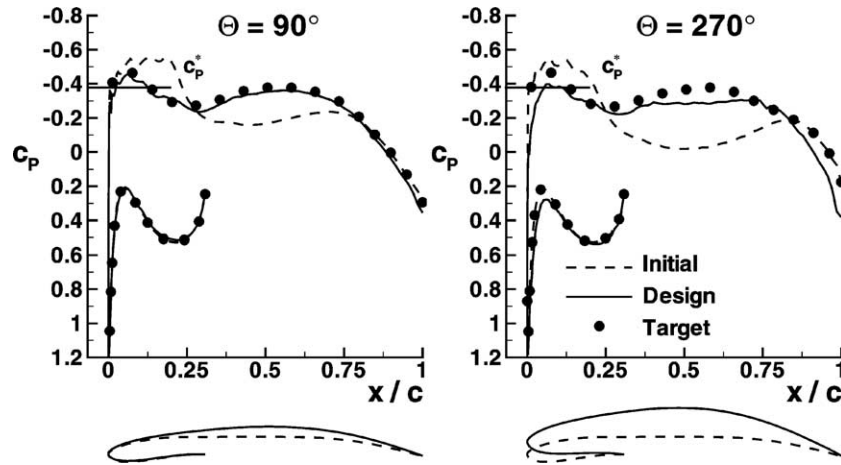 Θ = 90°
-0.8
-0.6
-0.4
-0.2
0
0.2
0.4
0.6
0.8
1
1.2
c_P
c_P^*
0
0.25
0.5
0.75
1
x / c
Θ = 270°
-0.8
-0.6
-0.4
-0.2
0
0.2
0.4
0.6
0.8
1
1.2
c_P
c_P^*
Initial
Design
Target
0
0.25
0.5
0.75
1
x / c